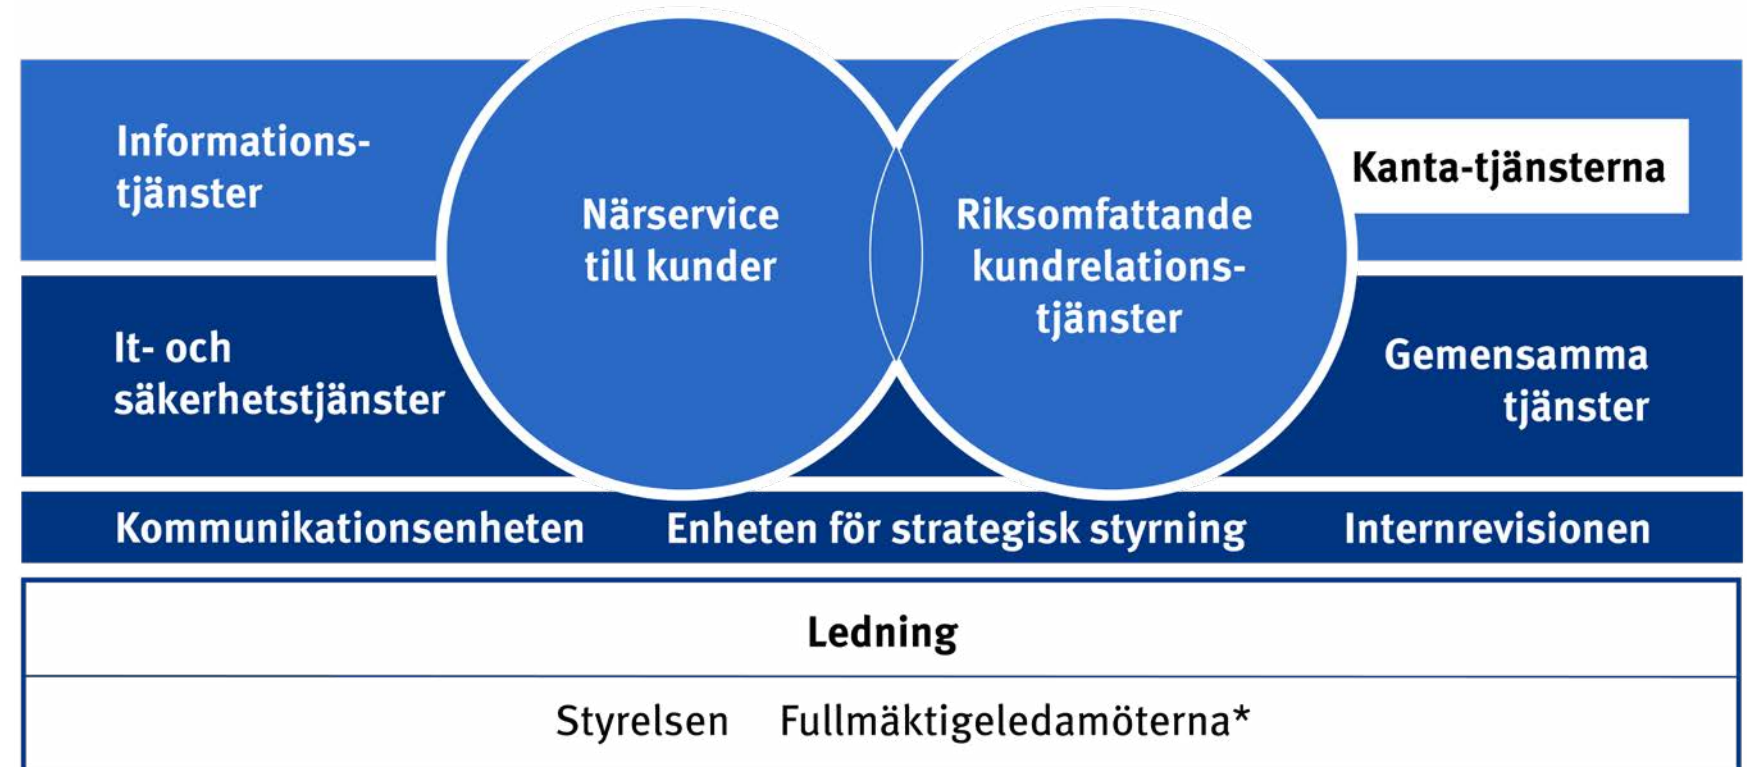 Informations-
tjänster
Närservice
till kunder
Riksomfattande
kundrelations-
tjänster
Kanta-tjänsterna
It- och
säkerhetstjänster
Gemensamma
tjänster
Kommunikationsenheten
Enheten för strategisk styrning
Internrevisionen
Ledning
Styrelsen Fullmäktigeledamöterna*